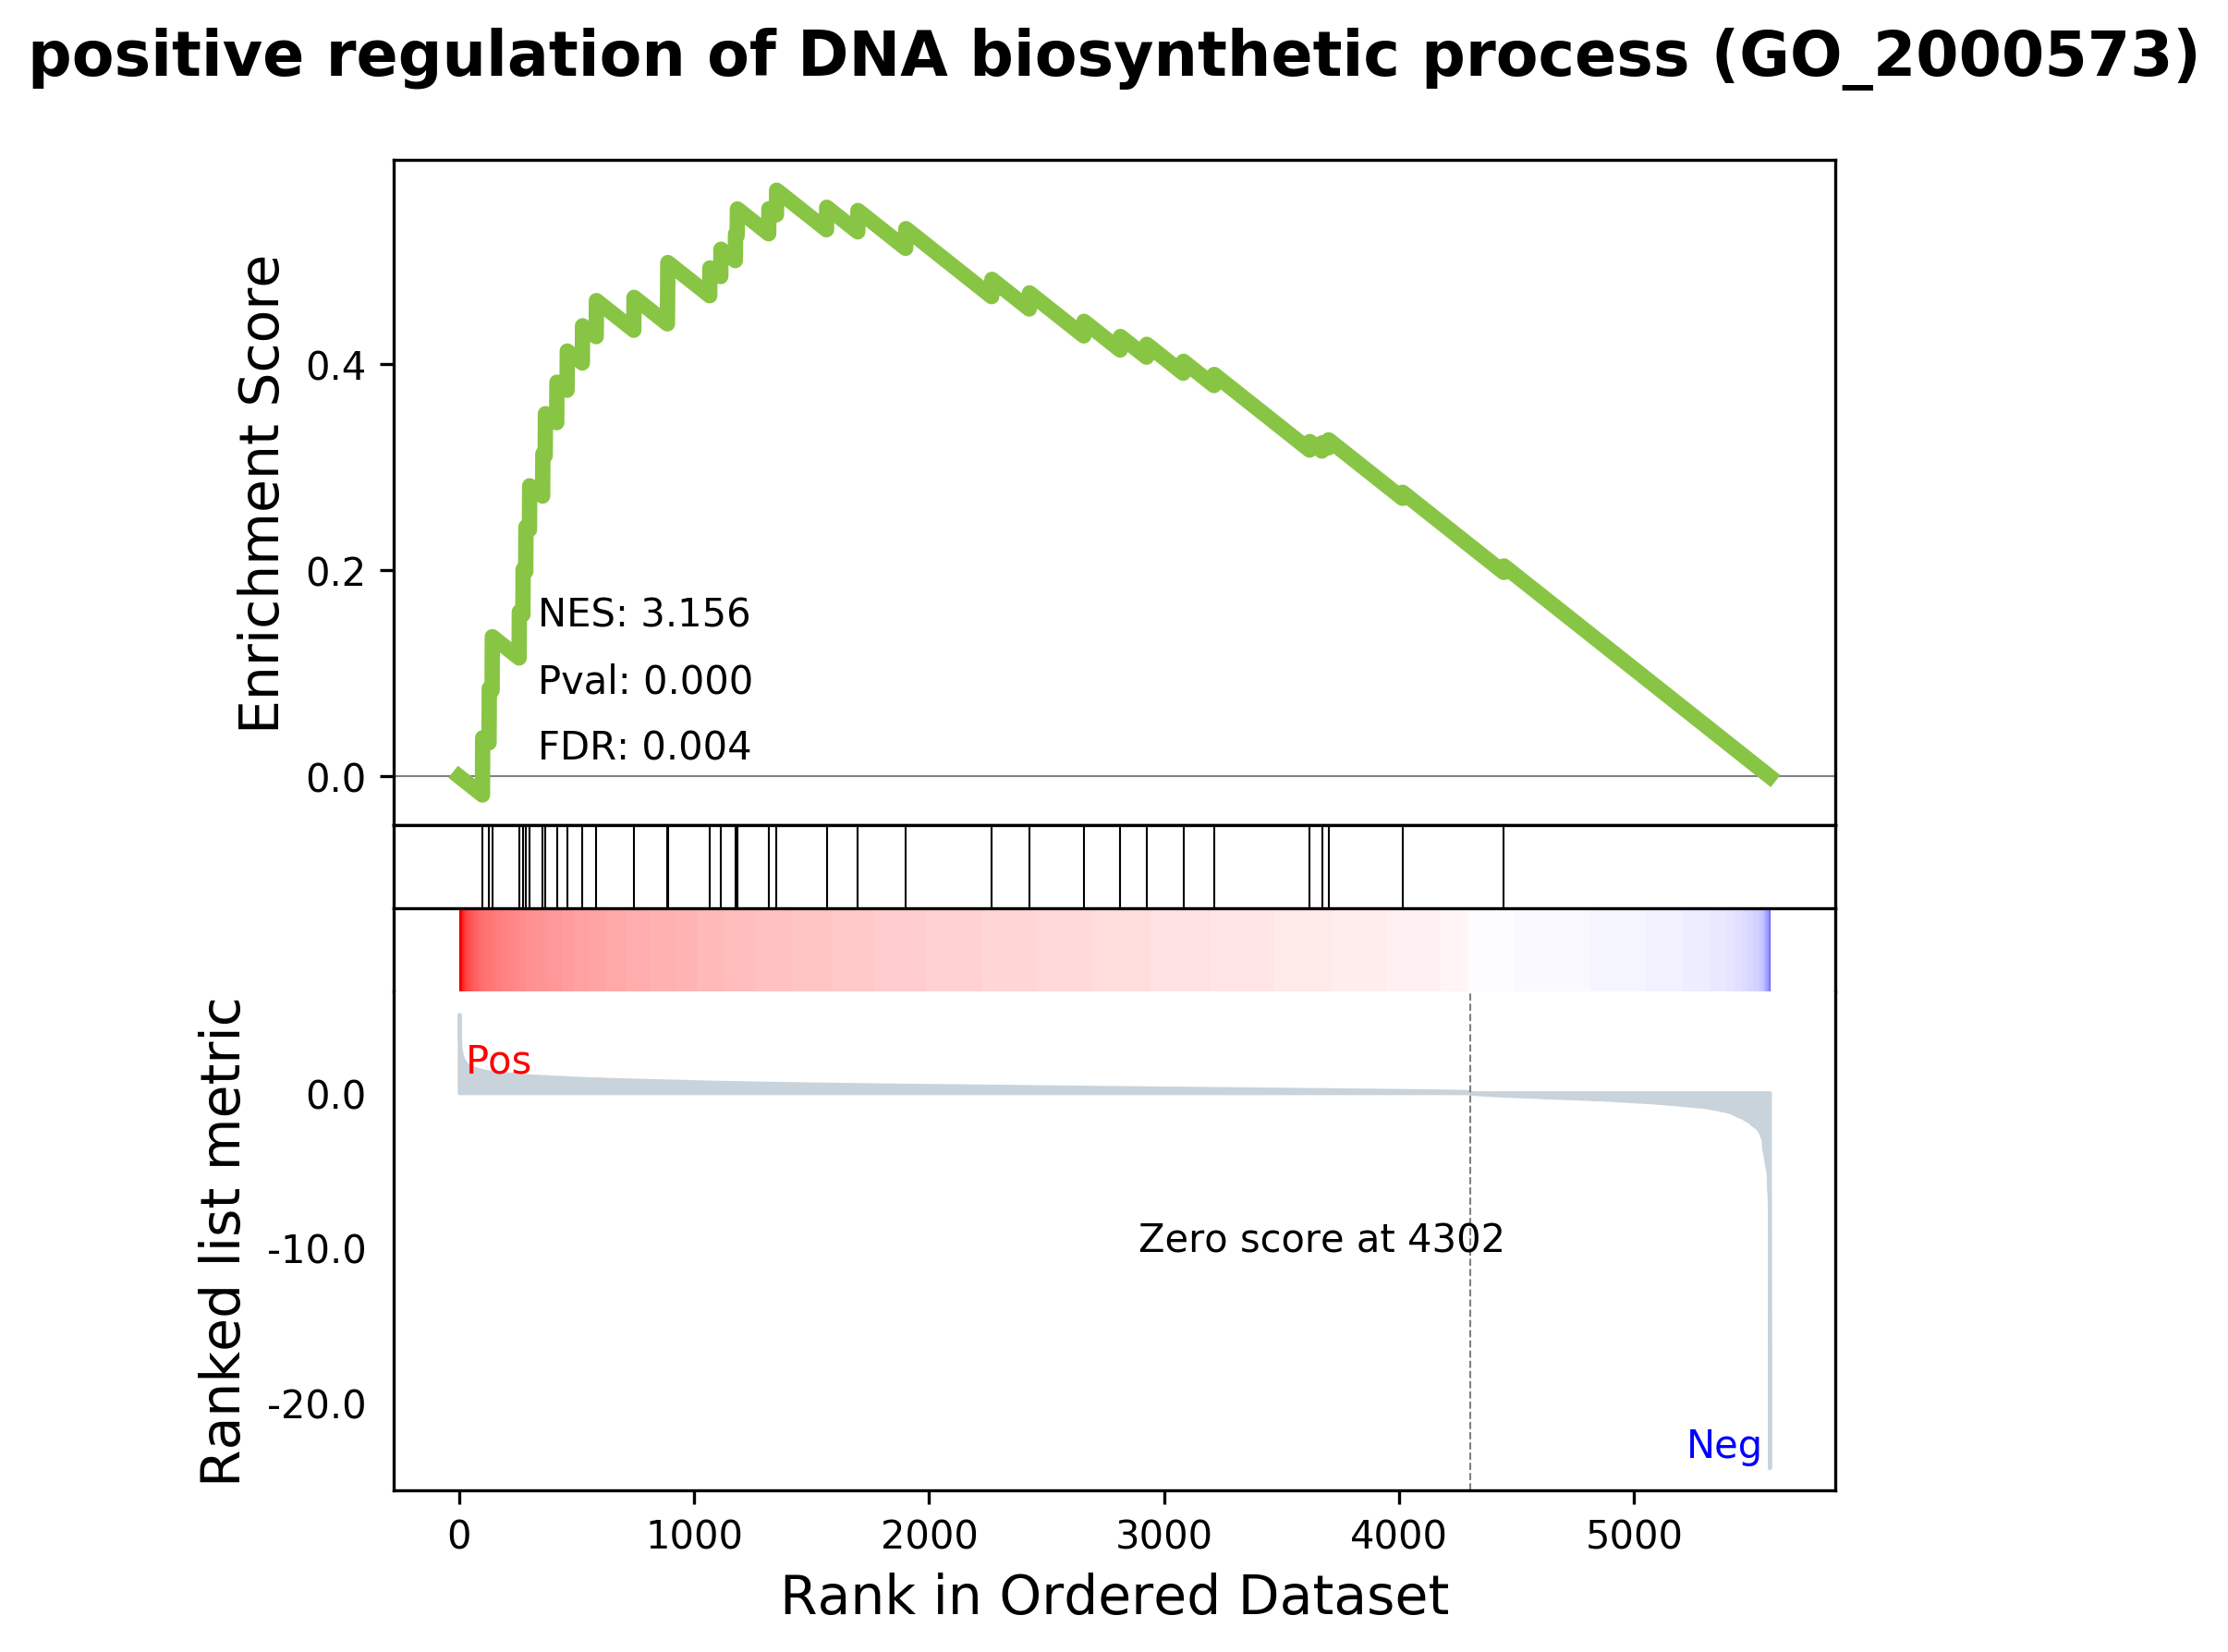 positive regulation of DNA biosynthetic process (GO_2000573)
Enrichment Score
0.4
0.2
0.0
NES: 3.156
Pval: 0.000
FDR: 0.004
Ranked list metric
Pos
0.0
-10.0
-20.0
Zero score at 4302
Neg
0 1000 2000 3000 4000 5000
Rank in Ordered Dataset